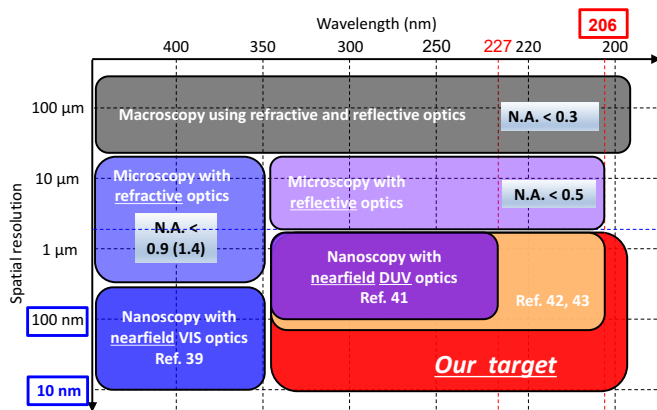 Wavelength (nm)
206
400
350
300
250
227
220
200
Spatial resolution
100 µm
10 µm
1 µm
100 nm
10 nm
Macroscopy using refractive and reflective optics
N.A. < 0.3
Microscopy with
refractive optics
N.A. <
0.9 (1.4)
Microscopy with
reflective optics
N.A. < 0.5
Nanoscopy with
nearfield DUV optics
Ref. 41
Ref. 42, 43
Nanoscopy with
nearfield VIS optics
Ref. 39
Our target